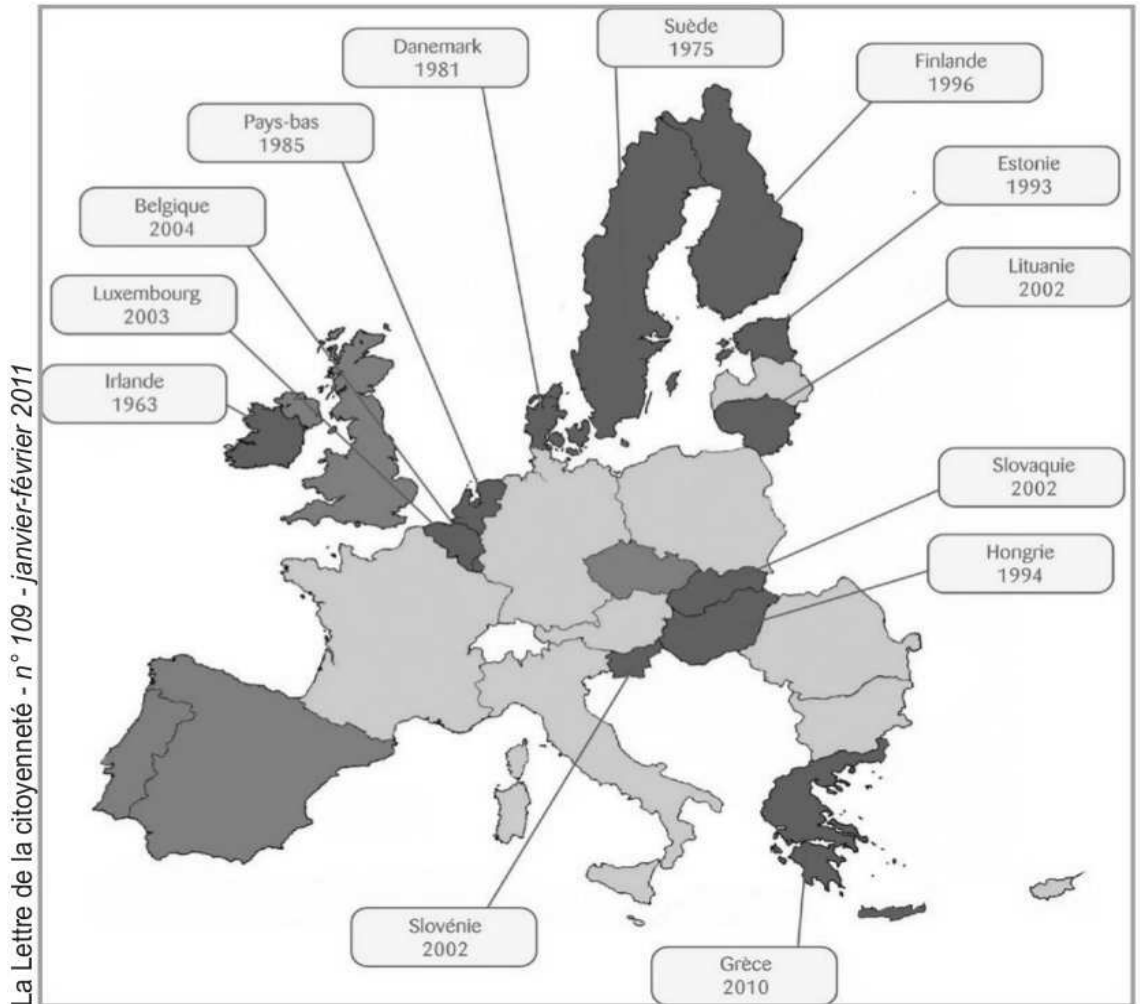 Suède
1975
Danemark
1981
Finlande
1996
Pays-bas
1985
Estonie
1993
Belgique
2004
Lituanie
2002
Luxembourg
2003
Irlande
1963
Slovaquie
2002
Hongrie
1994
Slovénie
2002
Grèce
2010
La Lettre de la citoyenneté - n° 109 - janvier-février 2011